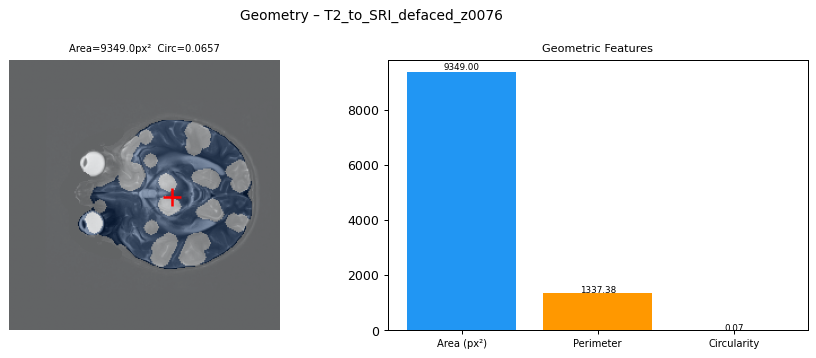 Geometry – T2_to_SRI_defaced_z0076
Area=9349.0px²  Circ=0.0657
Geometric Features
9349.00
1337.38
0.07
8000
6000
4000
2000
0
Area (px²)
Perimeter
Circularity